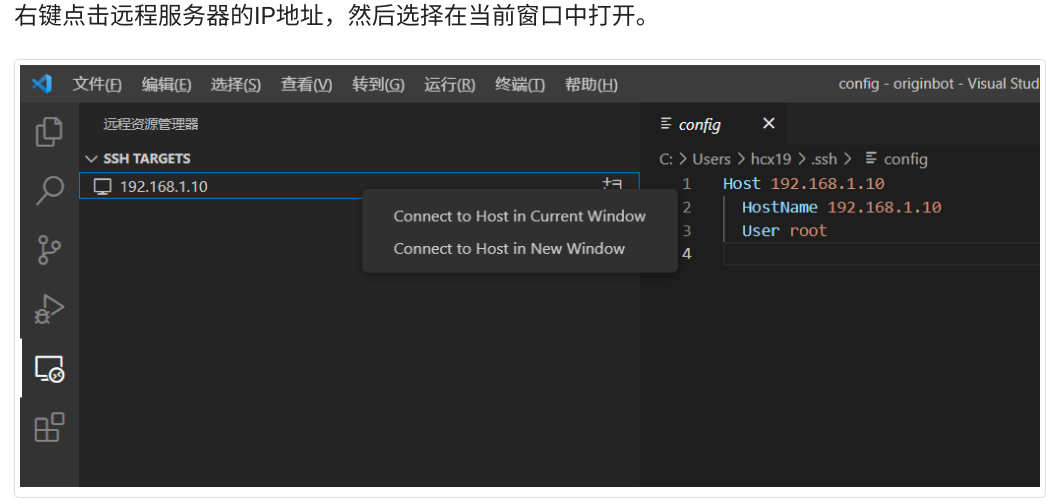 右键点击远程服务器的IP地址，然后选择在当前窗口中打开。
文件(F) 编辑(E) 选择(S) 查看(V) 转到(G) 运行(R) 终端(T) 帮助(H) config - originbot - Visual Stud
远程资源管理器
config
SSH TARGETS
C: > Users > hcx19 > .ssh > config
192.168.1.10
Connect to Host in Current Window
Connect to Host in New Window
1 Host 192.168.1.10
2 HostName 192.168.1.10
3 User root
4